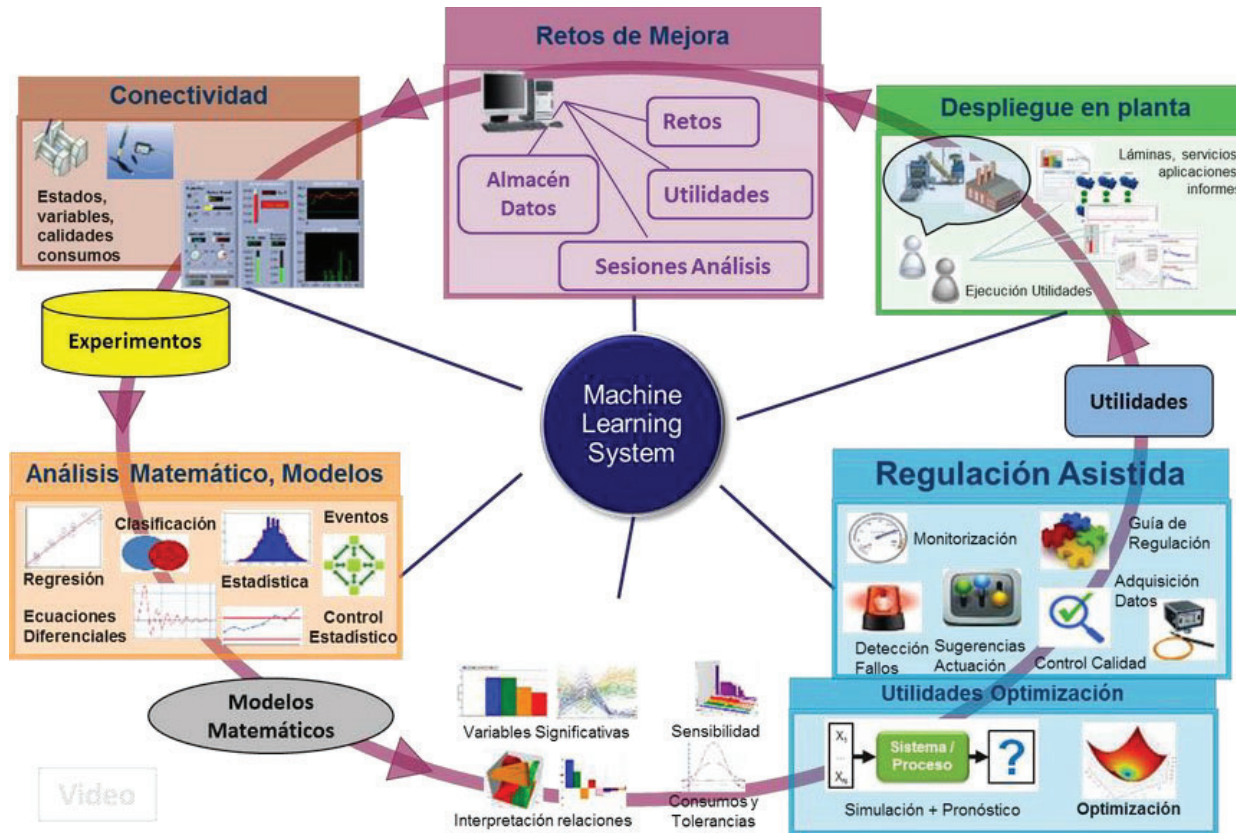 Retos de Mejora
Retos
Almacén
Datos
Utilidades
Sesiones Análisis
Conectividad
Estados,
variables,
calidades
consumos
Despliegue en planta
Láminas, servicios,
aplicaciones,
informes
Ejecución Utilidades
Experimentos
Machine
Learning
System
Utilidades
Análisis Matemático, Modelos
Regresión
Clasificación
Estadística
Eventos
Ecuaciones
Diferenciales
Control
Estadístico
Regulación Asistida
Monitorización
Guía de
Regulación
Adquisición
Datos
Detección
Fallos
Sugerencias
Actuación
Control Calidad
Modelos
Matemáticos
Variables Significativas
Sensibilidad
Interpretación relaciones
Consumos y
Tolerancias
Utilidades Optimización
X₁
...
Sistema /
Proceso
?
Simulación + Pronóstico
Optimización
Video